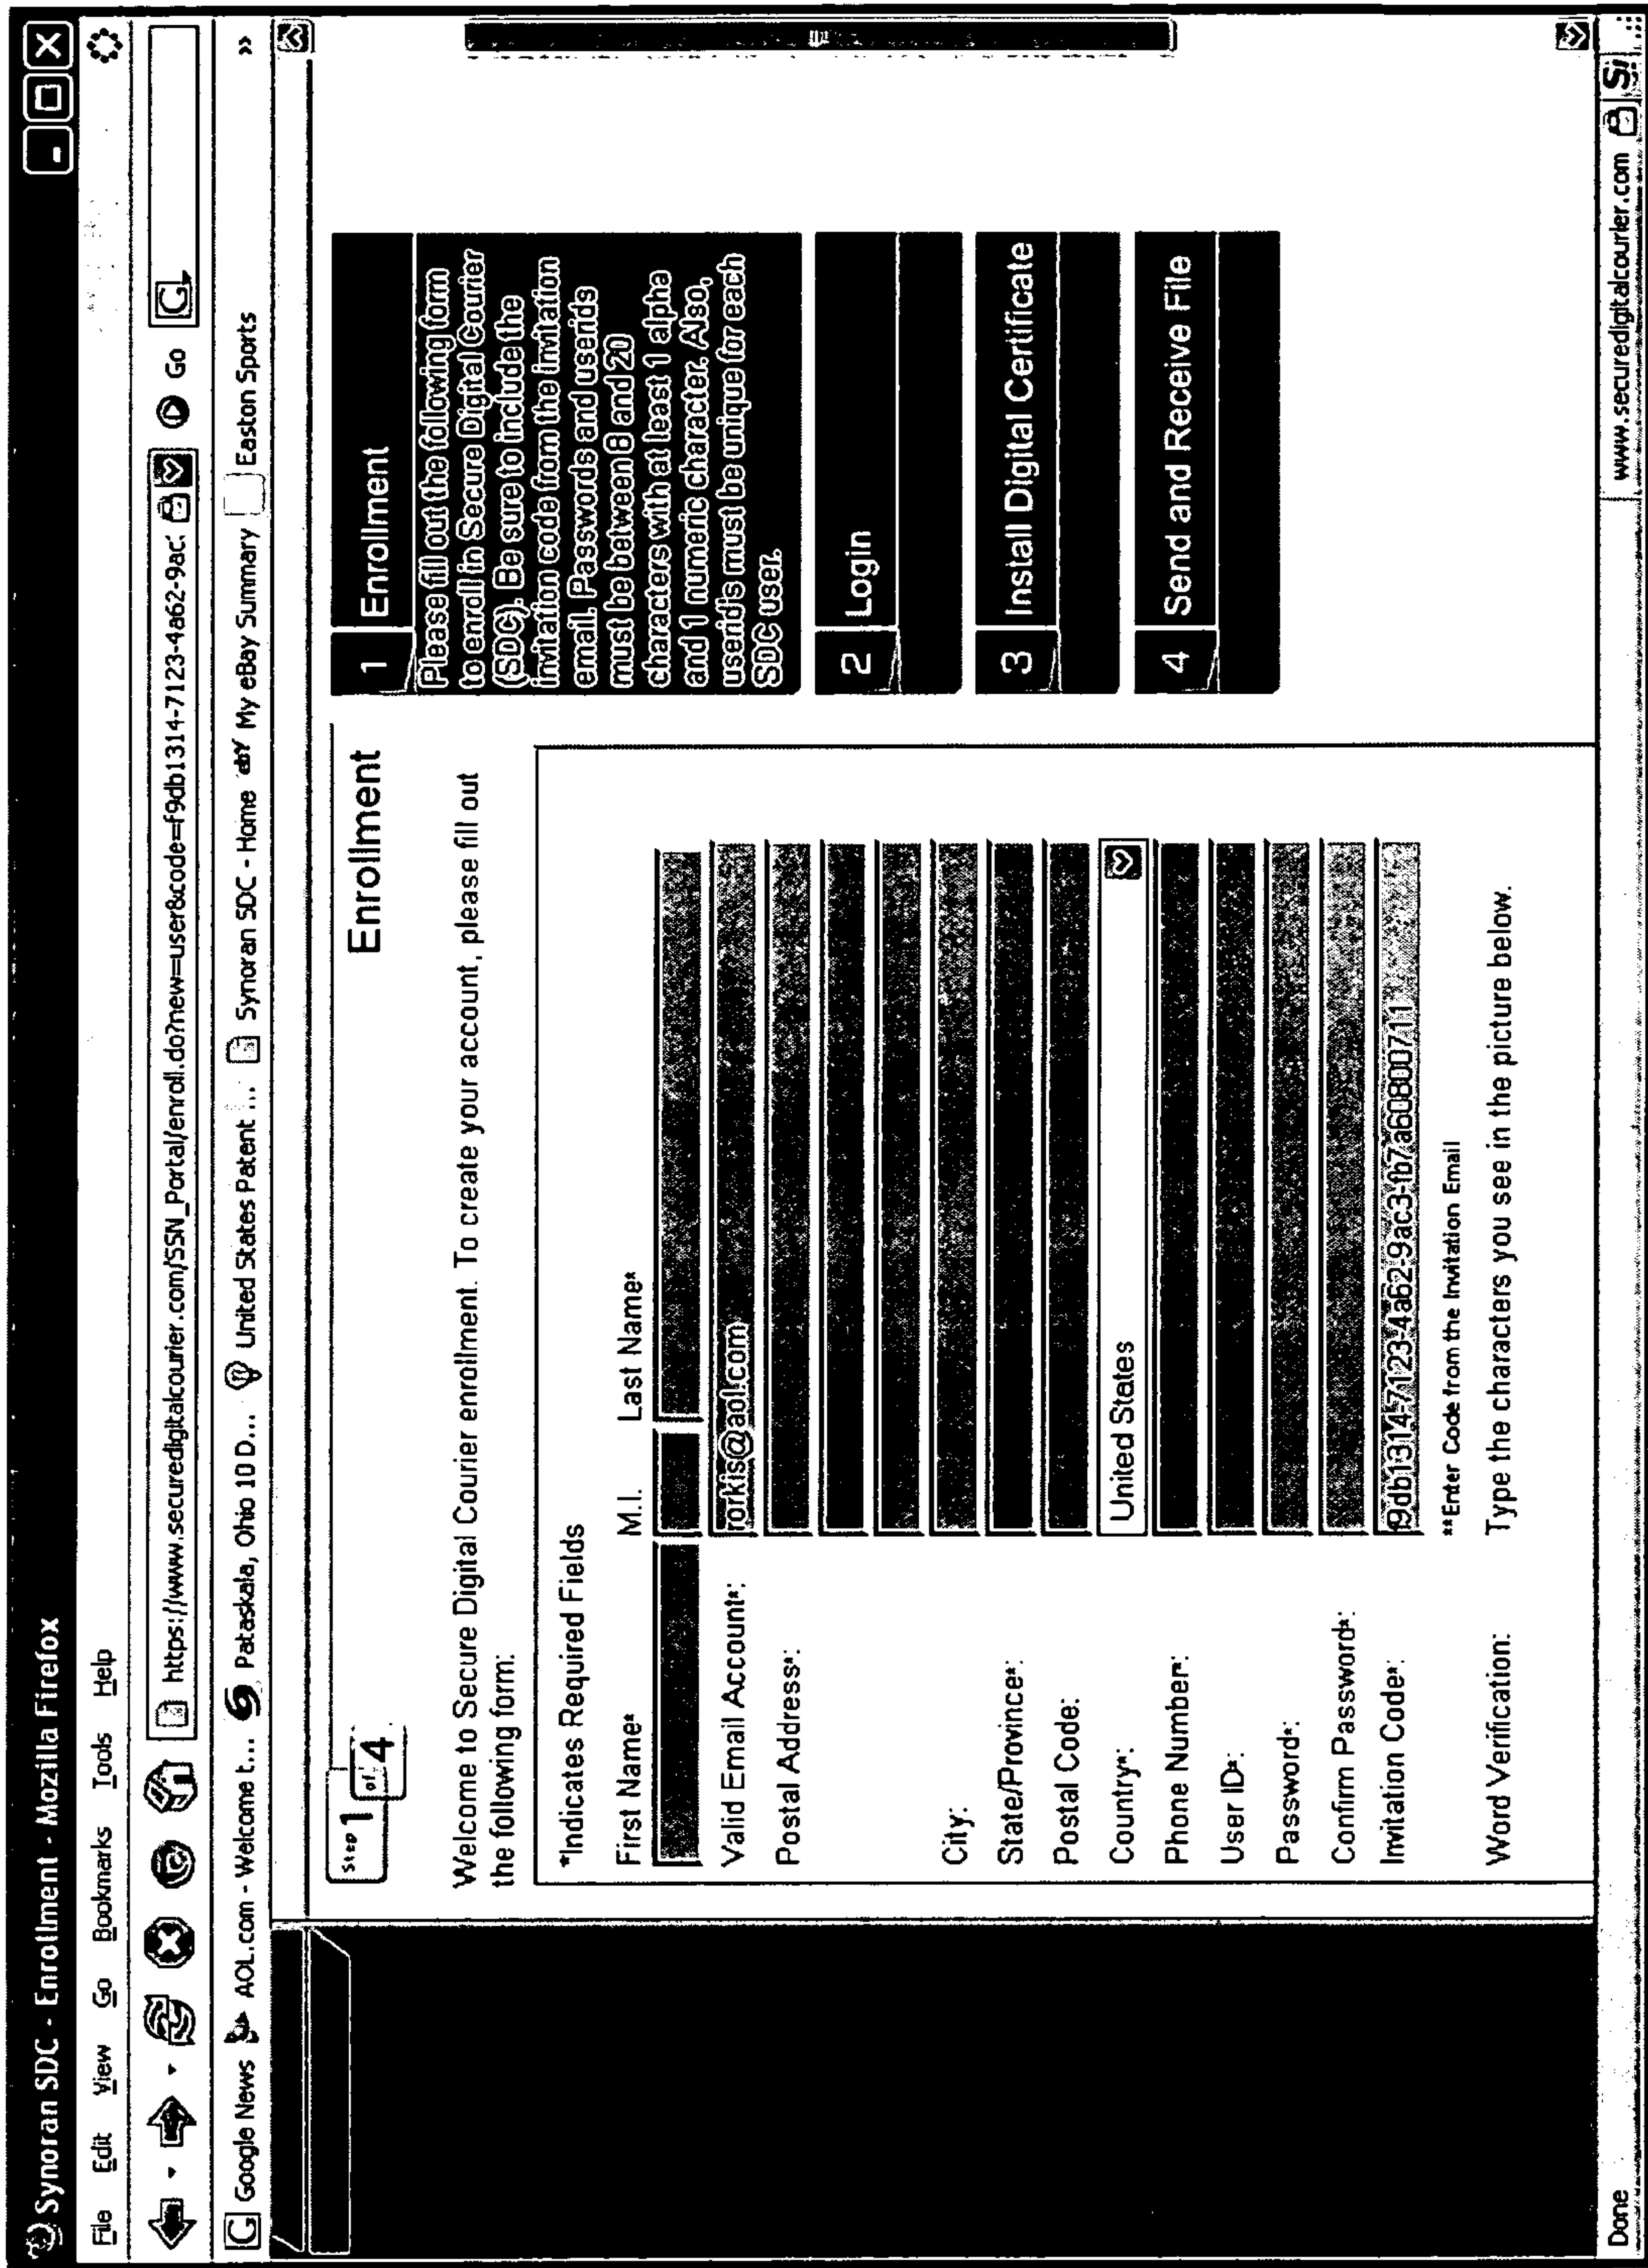 Synoran SDC - Enrollment - Mozilla Firefox
File Edit View Go Bookmarks Tools Help
https://www.securedigitalcourier.com/SSN_Portal/enroll.do?new=user&code=f9db1314-7123-4a62-9ac: Go G
G Google News AOL.com - Welcome t... Pataskala, Ohio 10 D... United States Patent ... Synoran SDC - Home My eBay Summary Easton Sports »
Step 1 of 4
Enrollment
Welcome to Secure Digital Courier enrollment. To create your account, please fill out
the following form:
*Indicates Required Fields
First Name* M.I. Last Name*
Valid Email Account*: rorkis@aol.com
Postal Address*:
City:
State/Province*:
Postal Code:
Country*: United States
Phone Number*:
User ID*:
Password*:
Confirm Password*:
Invitation Code*: f9db1314-7123-4a62-9ac3-fb7a60800711
**Enter Code from the Invitation Email
Word Verification: Type the characters you see in the picture below.
1 Enrollment
Please fill out the following form
to enroll in Secure Digital Courier
(SDC). Be sure to include the
invitation code from the invitation
email. Passwords and userids
must be between 8 and 20
characters with at least 1 alpha
and 1 numeric character. Also,
userid's must be unique for each
SDC user.
2 Login
3 Install Digital Certificate
4 Send and Receive File
Done www.securedigitalcourier.com